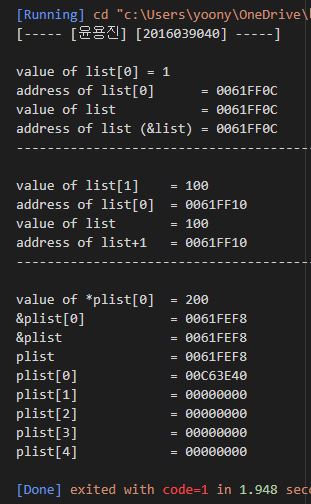 [Running] cd "c:\Users\yoony\OneDrive\
[----- [윤용진] [2016039040] -----]
value of list[0] = 1
address of list[0] = 0061FF0C
value of list = 0061FF0C
address of list (&list) = 0061FF0C
----------------------------------------
value of list[1] = 100
address of list[0] = 0061FF10
value of list = 100
address of list+1 = 0061FF10
----------------------------------------
value of *plist[0] = 200
&plist[0] = 0061FEF8
&plist = 0061FEF8
plist = 0061FEF8
plist[0] = 00C63E40
plist[1] = 00000000
plist[2] = 00000000
plist[3] = 00000000
plist[4] = 00000000
[Done] exited with code=1 in 1.948 seco